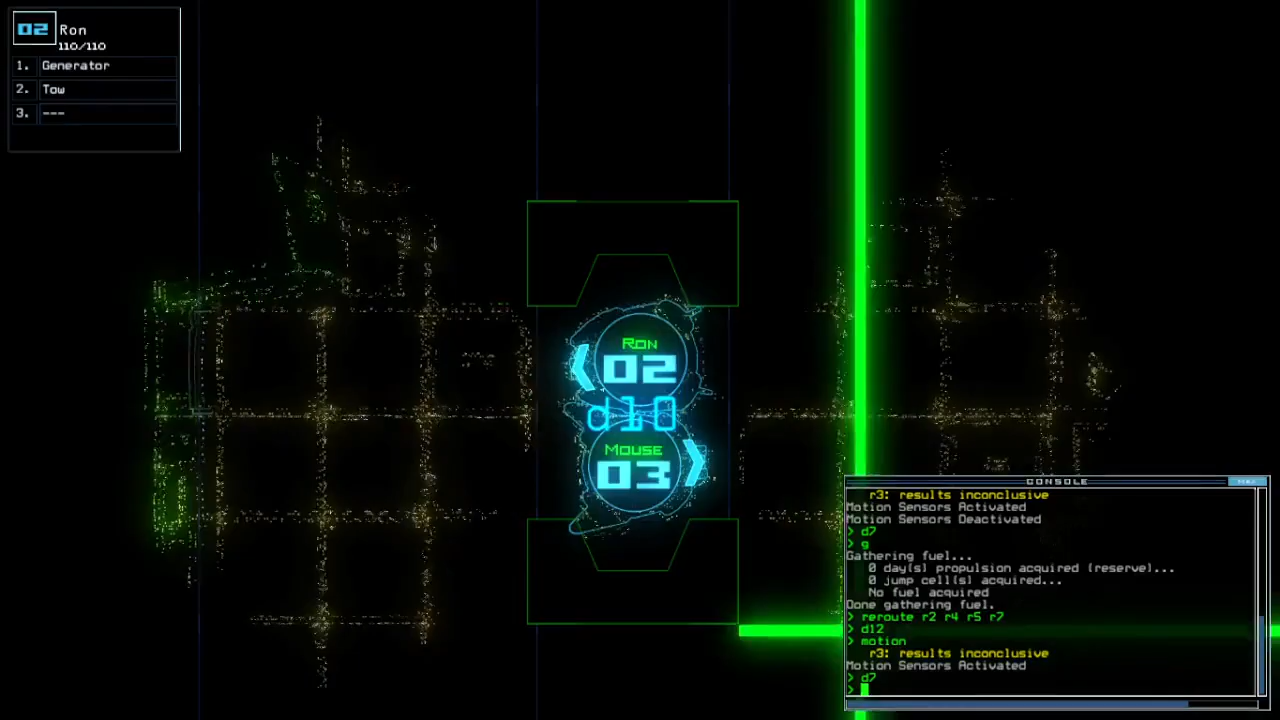 02 Ron
110/110
1. Generator
2. Tow
3. ---
Ron
02
d10
Mouse
03
CONSOLE
r3: results inconclusive
Motion Sensors Activated
Motion Sensors Deactivated
> d7
> g
Gathering fuel...
0 day(s) propulsion acquired (reserve)...
0 jump cell(s) acquired...
No fuel acquired
Done gathering fuel.
> reroute r2 r4 r5 r7
> d12
> motion
r3: results inconclusive
Motion Sensors Activated
> d7
>